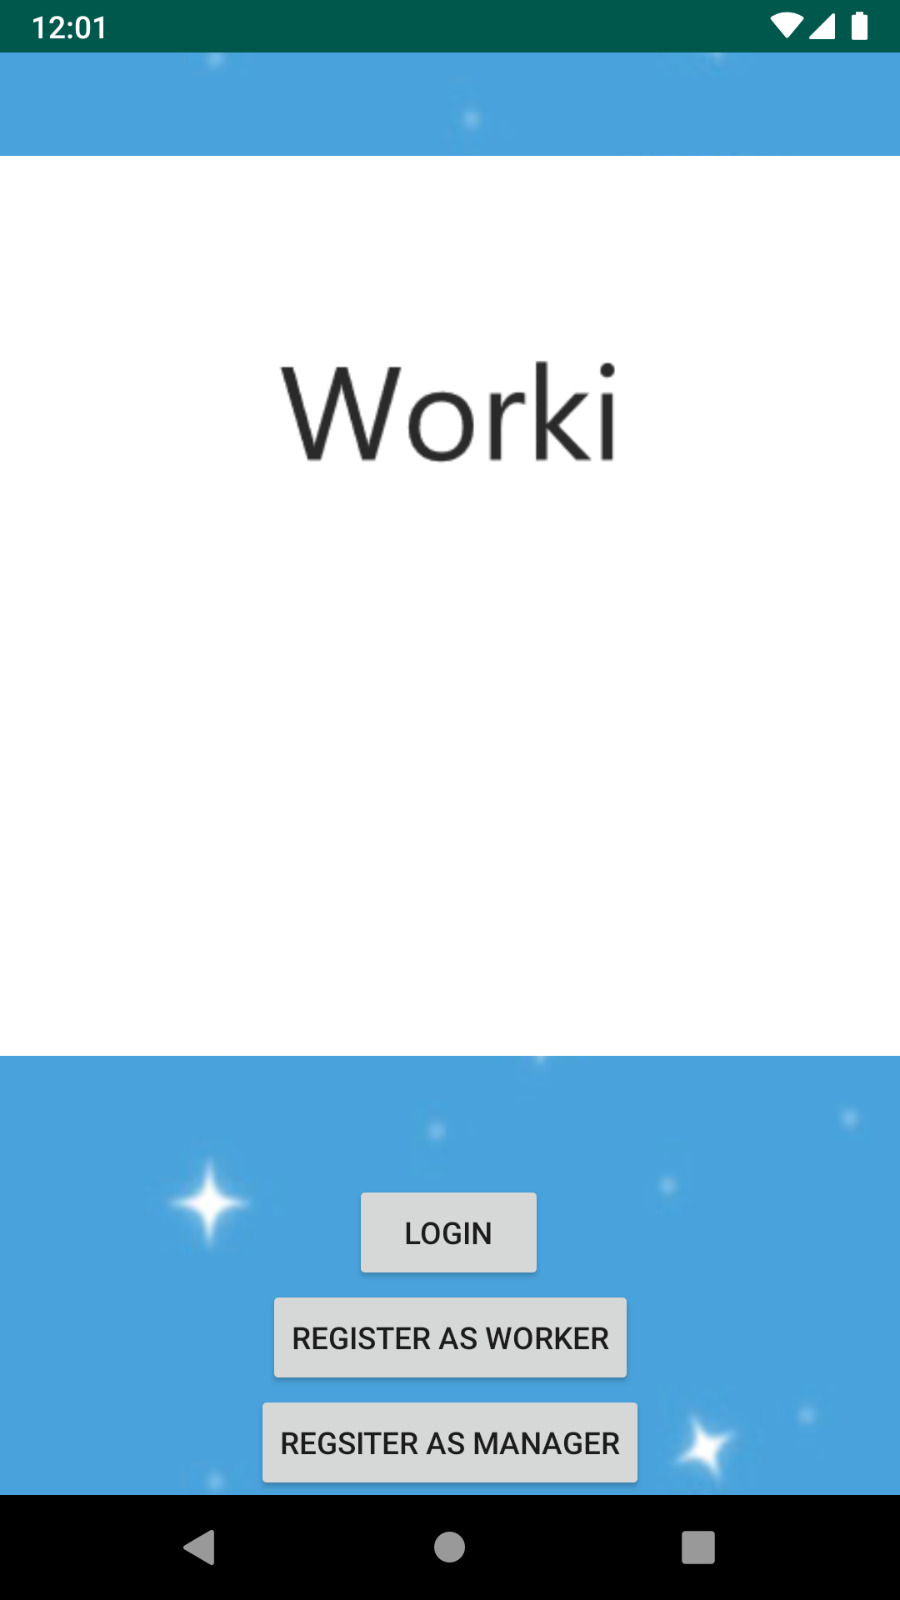 12:01
Worki
LOGIN
REGISTER AS WORKER
REGSITER AS MANAGER